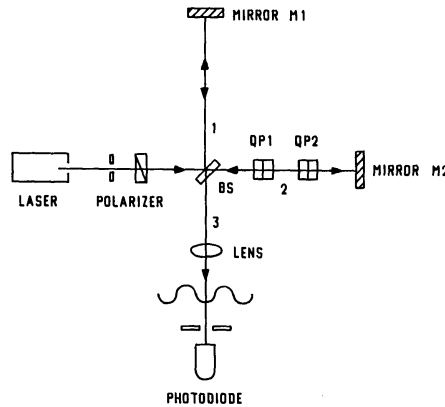 MIRROR M1
1
QP1 QP2
LASER
POLARIZER
BS
2
MIRROR M2
3
LENS
PHOTODIODE